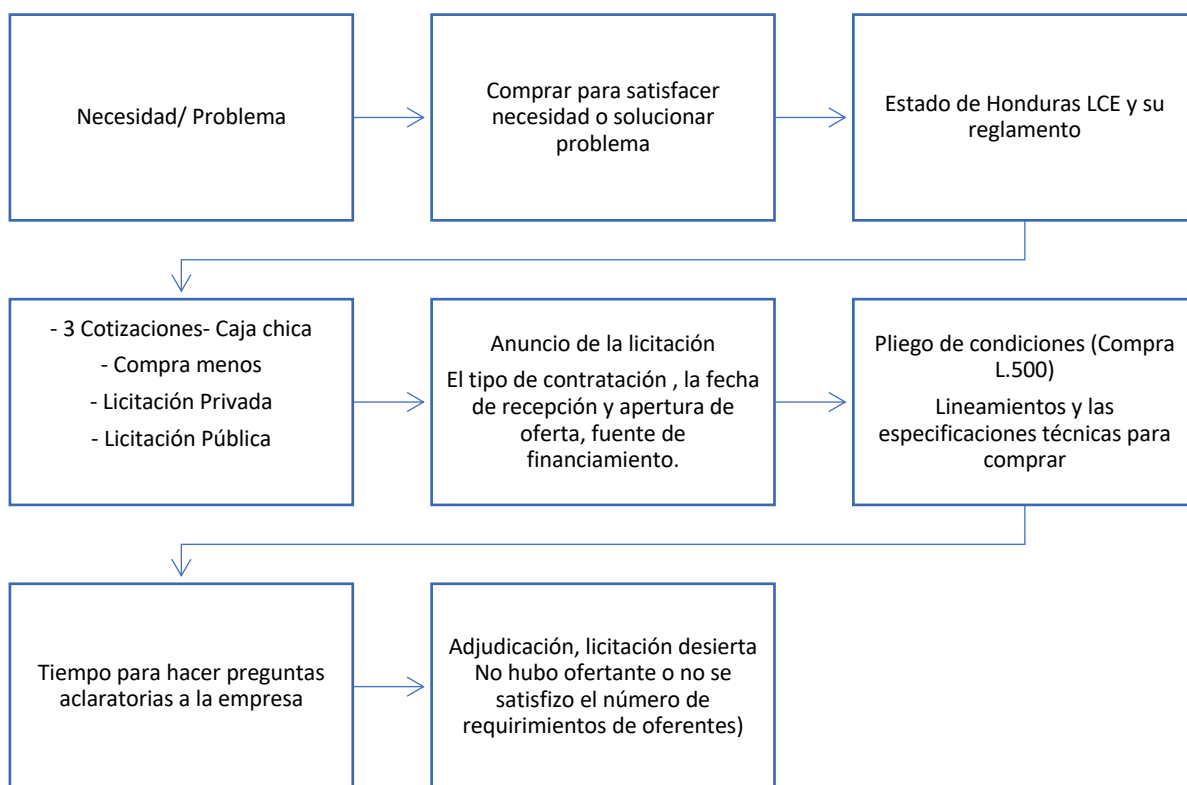 Necesidad/ Problema
Comprar para satisfacer
necesidad o solucionar
problema
Estado de Honduras LCE y su
reglamento
- 3 Cotizaciones- Caja chica
- Compra menos
- Licitación Privada
- Licitación Pública
Anuncio de la licitación
El tipo de contratación , la fecha
de recepción y apertura de
oferta, fuente de
financiamiento.
Pliego de condiciones (Compra
L.500)
Lineamientos y las
especificaciones técnicas para
comprar
Tiempo para hacer preguntas
aclaratorias a la empresa
Adjudicación, licitación desierta
No hubo ofertante o no se
satisfizo el número de
requirimientos de oferentes)